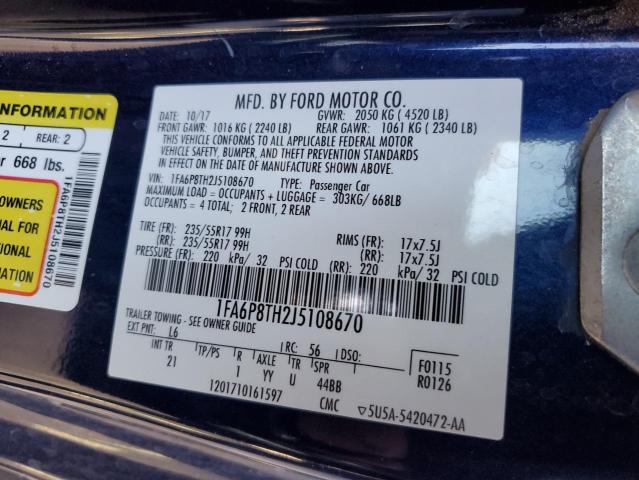 INFORMATION
2 REAR: 2
668 lbs.
1FA6P8TH2J5108670
MFD. BY FORD MOTOR CO.
DATE: 10/17 GVWR: 2050 KG ( 4520 LB)
FRONT GAWR: 1016 KG ( 2240 LB) REAR GAWR: 1061 KG ( 2340 LB)
THIS VEHICLE CONFORMS TO ALL APPLICABLE FEDERAL MOTOR
VEHICLE SAFETY, BUMPER, AND THEFT PREVENTION STANDARDS
IN EFFECT ON THE DATE OF MANUFACTURE SHOWN ABOVE.
VIN: 1FA6P8TH2J5108670 TYPE: Passenger Car
MAXIMUM LOAD = OCCUPANTS + LUGGAGE = 303KG/ 668LB
OCCUPANTS = 4 TOTAL; 2 FRONT, 2 REAR
TIRE (FR): 235/55R17 99H RIMS (FR): 17x7.5J
(RR): 235/55R17 99H (RR): 17x7.5J
PRESSURE (FR): 220 kPa/ 32 PSI COLD (RR): 220 kPa/ 32 PSI COLD
1FA6P8TH2J5108670
TRAILER TOWING - SEE OWNER GUIDE
EXT PNT: L6 RC: 56 DSO:
INT TR TP/PS R AXLE TR SPR F0115
21 I YY U 44BB R0126
1201710161597 CMC ▽5U5A-5420472-AA